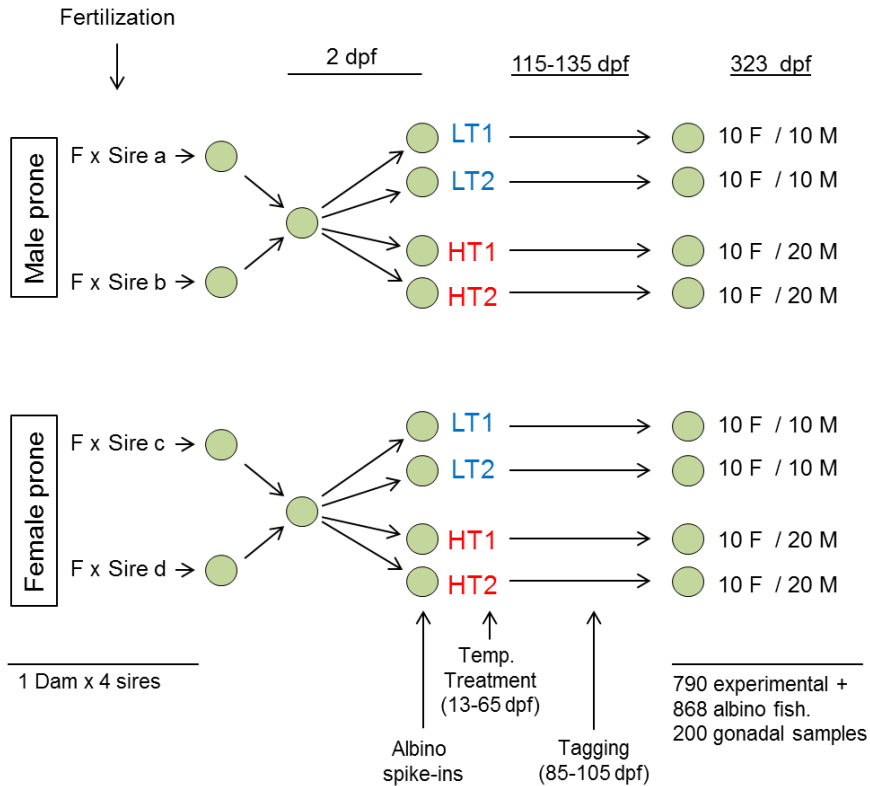 Fertilization
2 dpf
115-135 dpf
323 dpf
Male prone
F x Sire a
LT1
10 F / 10 M
LT2
10 F / 10 M
HT1
10 F / 20 M
F x Sire b
HT2
10 F / 20 M
Female prone
F x Sire c
LT1
10 F / 10 M
LT2
10 F / 10 M
HT1
10 F / 20 M
F x Sire d
HT2
10 F / 20 M
1 Dam x 4 sires
Temp.
Treatment
(13-65 dpf)
790 experimental +
868 albino fish.
200 gonadal samples
Albino
spike-ins
Tagging
(85-105 dpf)